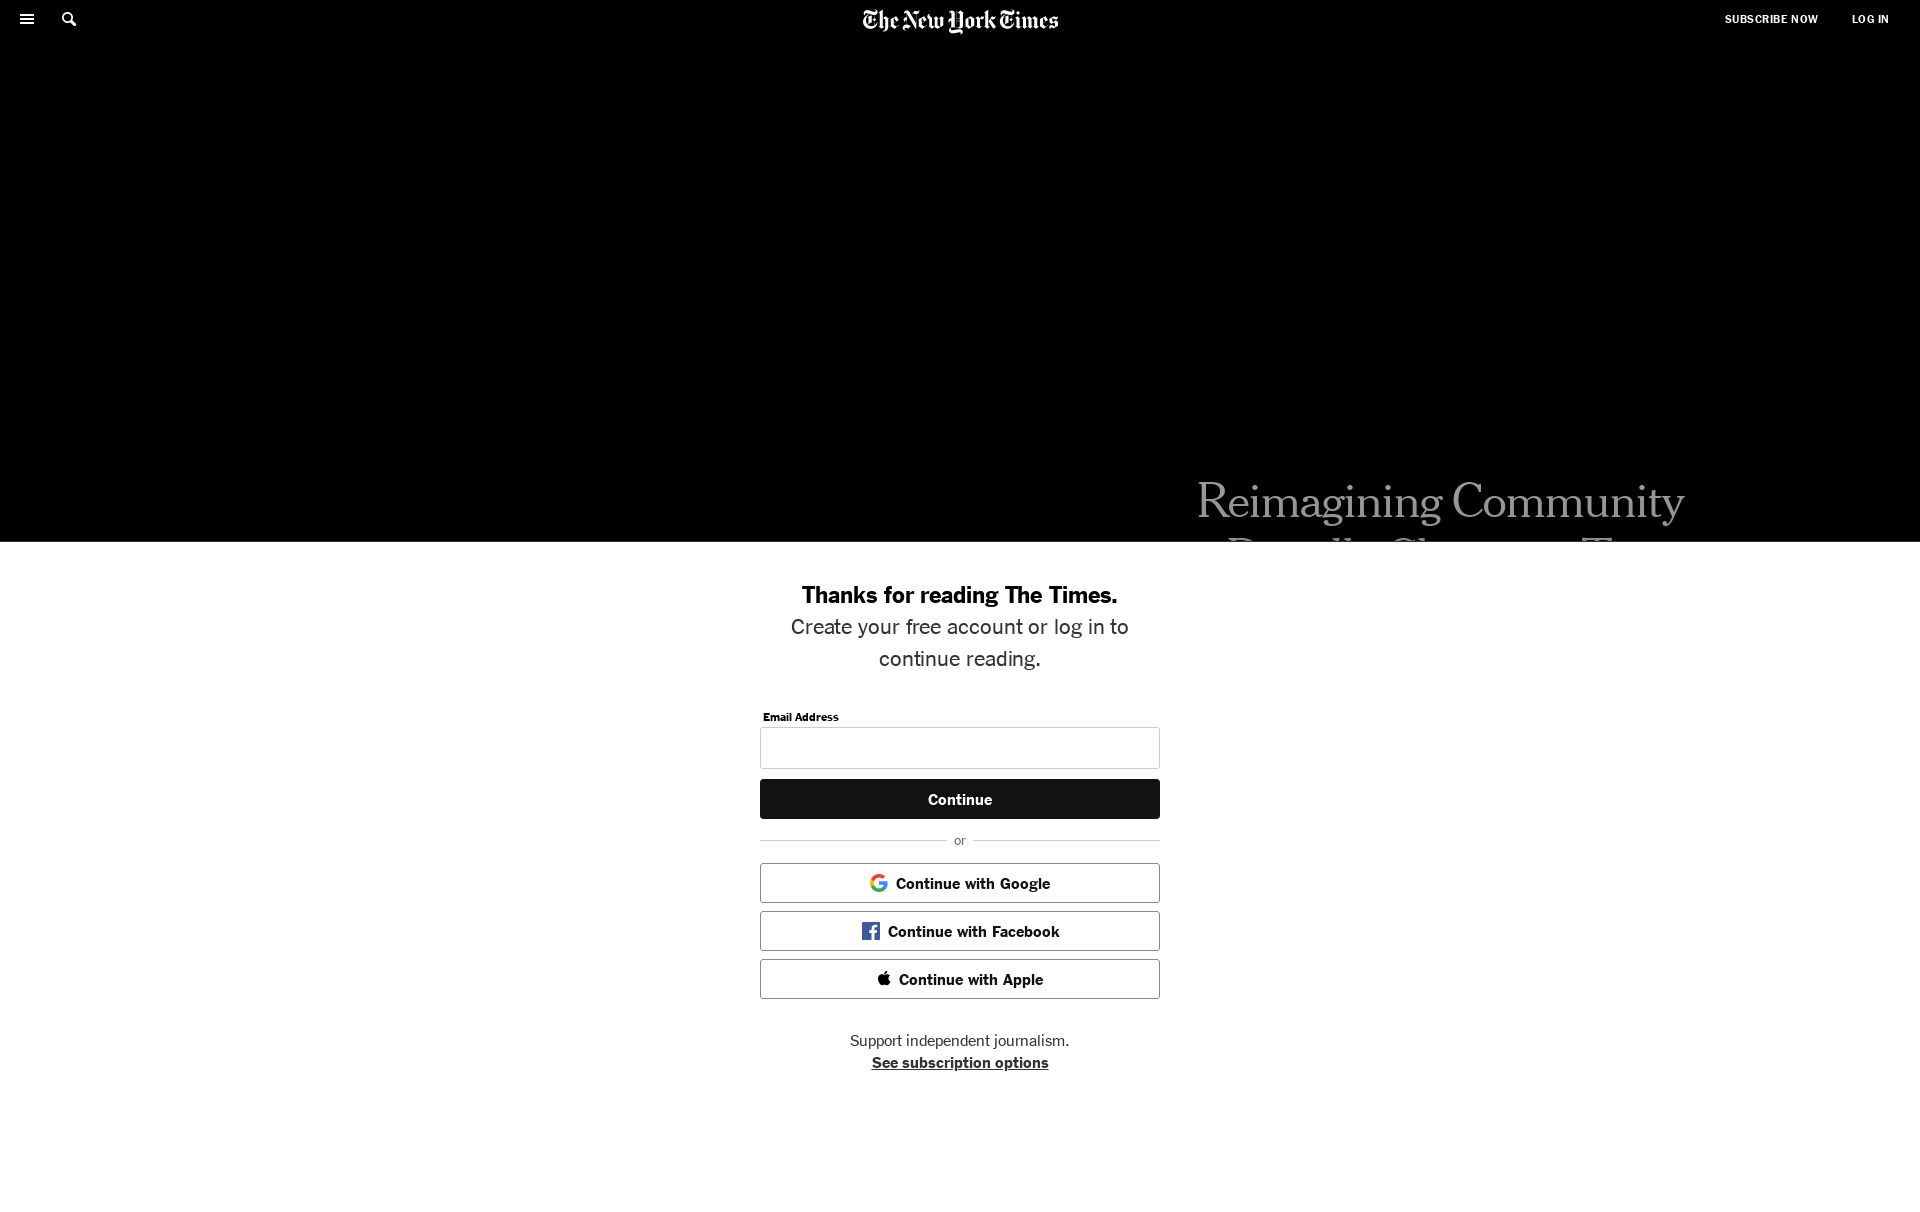 The New York Times
SUBSCRIBE NOW
LOG IN
Reimagining Community
Thanks for reading The Times.
Create your free account or log in to
continue reading.
Email Address
Continue
or
Continue with Google
Continue with Facebook
Continue with Apple
Support independent journalism.
See subscription options